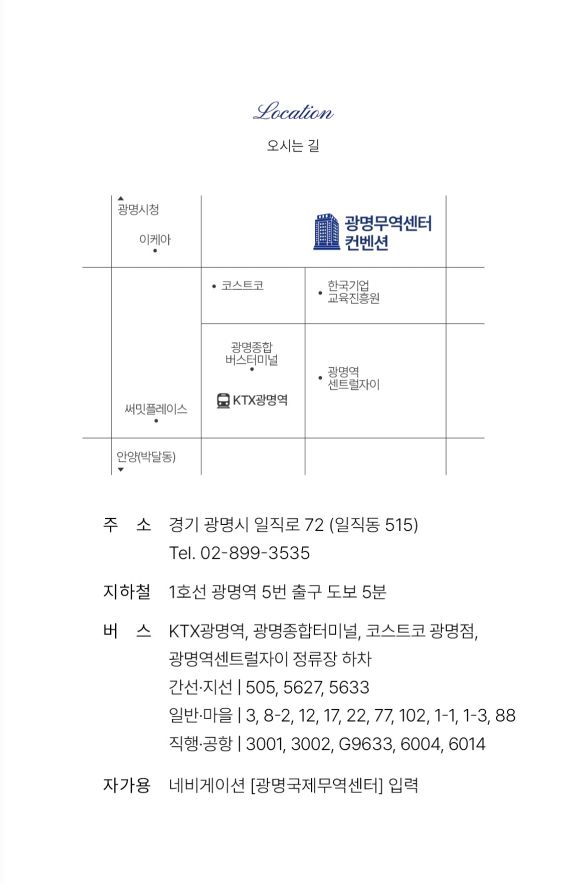 Location
오시는 길
광명시청
이케아
광명무역센터
컨벤션
코스트코
한국기업
교육진흥원
광명종합
버스터미널
광명역
센트럴자이
KTX광명역
써밋플레이스
안양(박달동)
주 소 경기 광명시 일직로 72 (일직동 515)
Tel. 02-899-3535
지하철 1호선 광명역 5번 출구 도보 5분
버 스 KTX광명역, 광명종합터미널, 코스트코 광명점,
광명역센트럴자이 정류장 하차
간선·지선 | 505, 5627, 5633
일반·마을 | 3, 8-2, 12, 17, 22, 77, 102, 1-1, 1-3, 88
직행·공항 | 3001, 3002, G9633, 6004, 6014
자가용 네비게이션 [광명국제무역센터] 입력